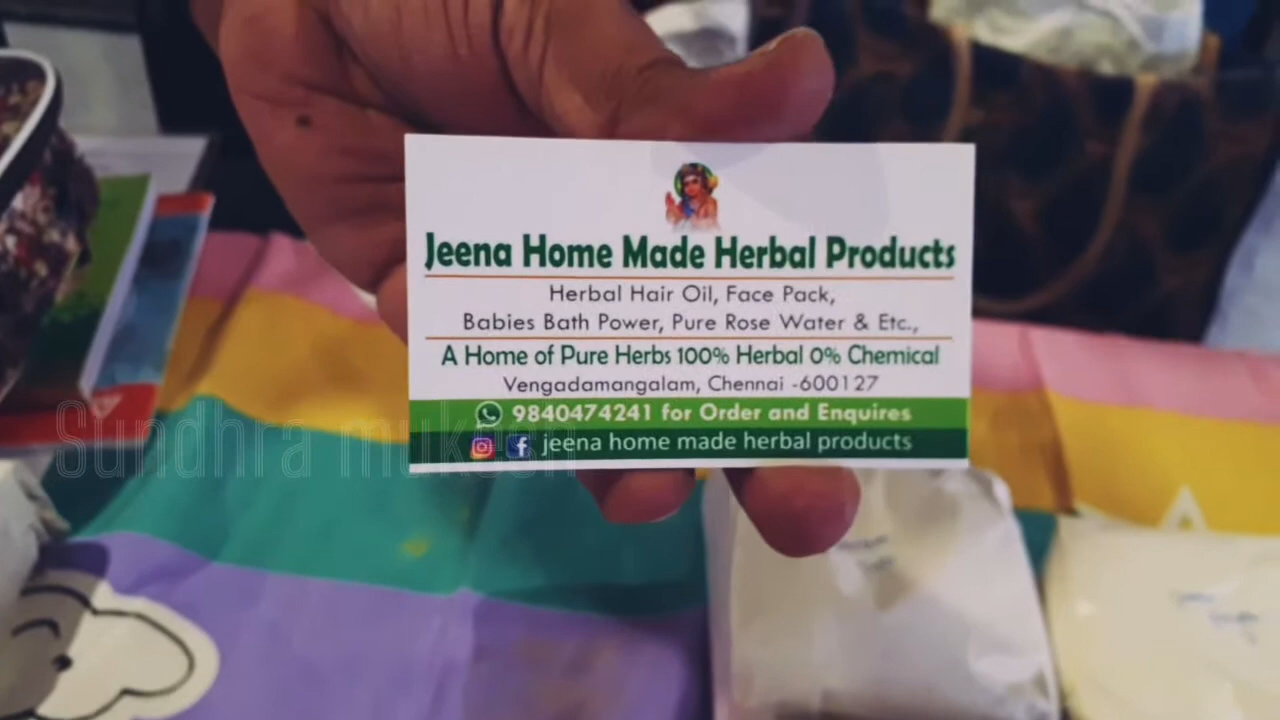 Jeena Home Made Herbal Products
Herbal Hair Oil, Face Pack,
Babies Bath Power, Pure Rose Water & Etc.,
A Home of Pure Herbs 100% Herbal 0% Chemical
Vengadamangalam, Chennai -600127
9840474241 for Order and Enquires
jeena home made herbal products
Sundhra mukesh